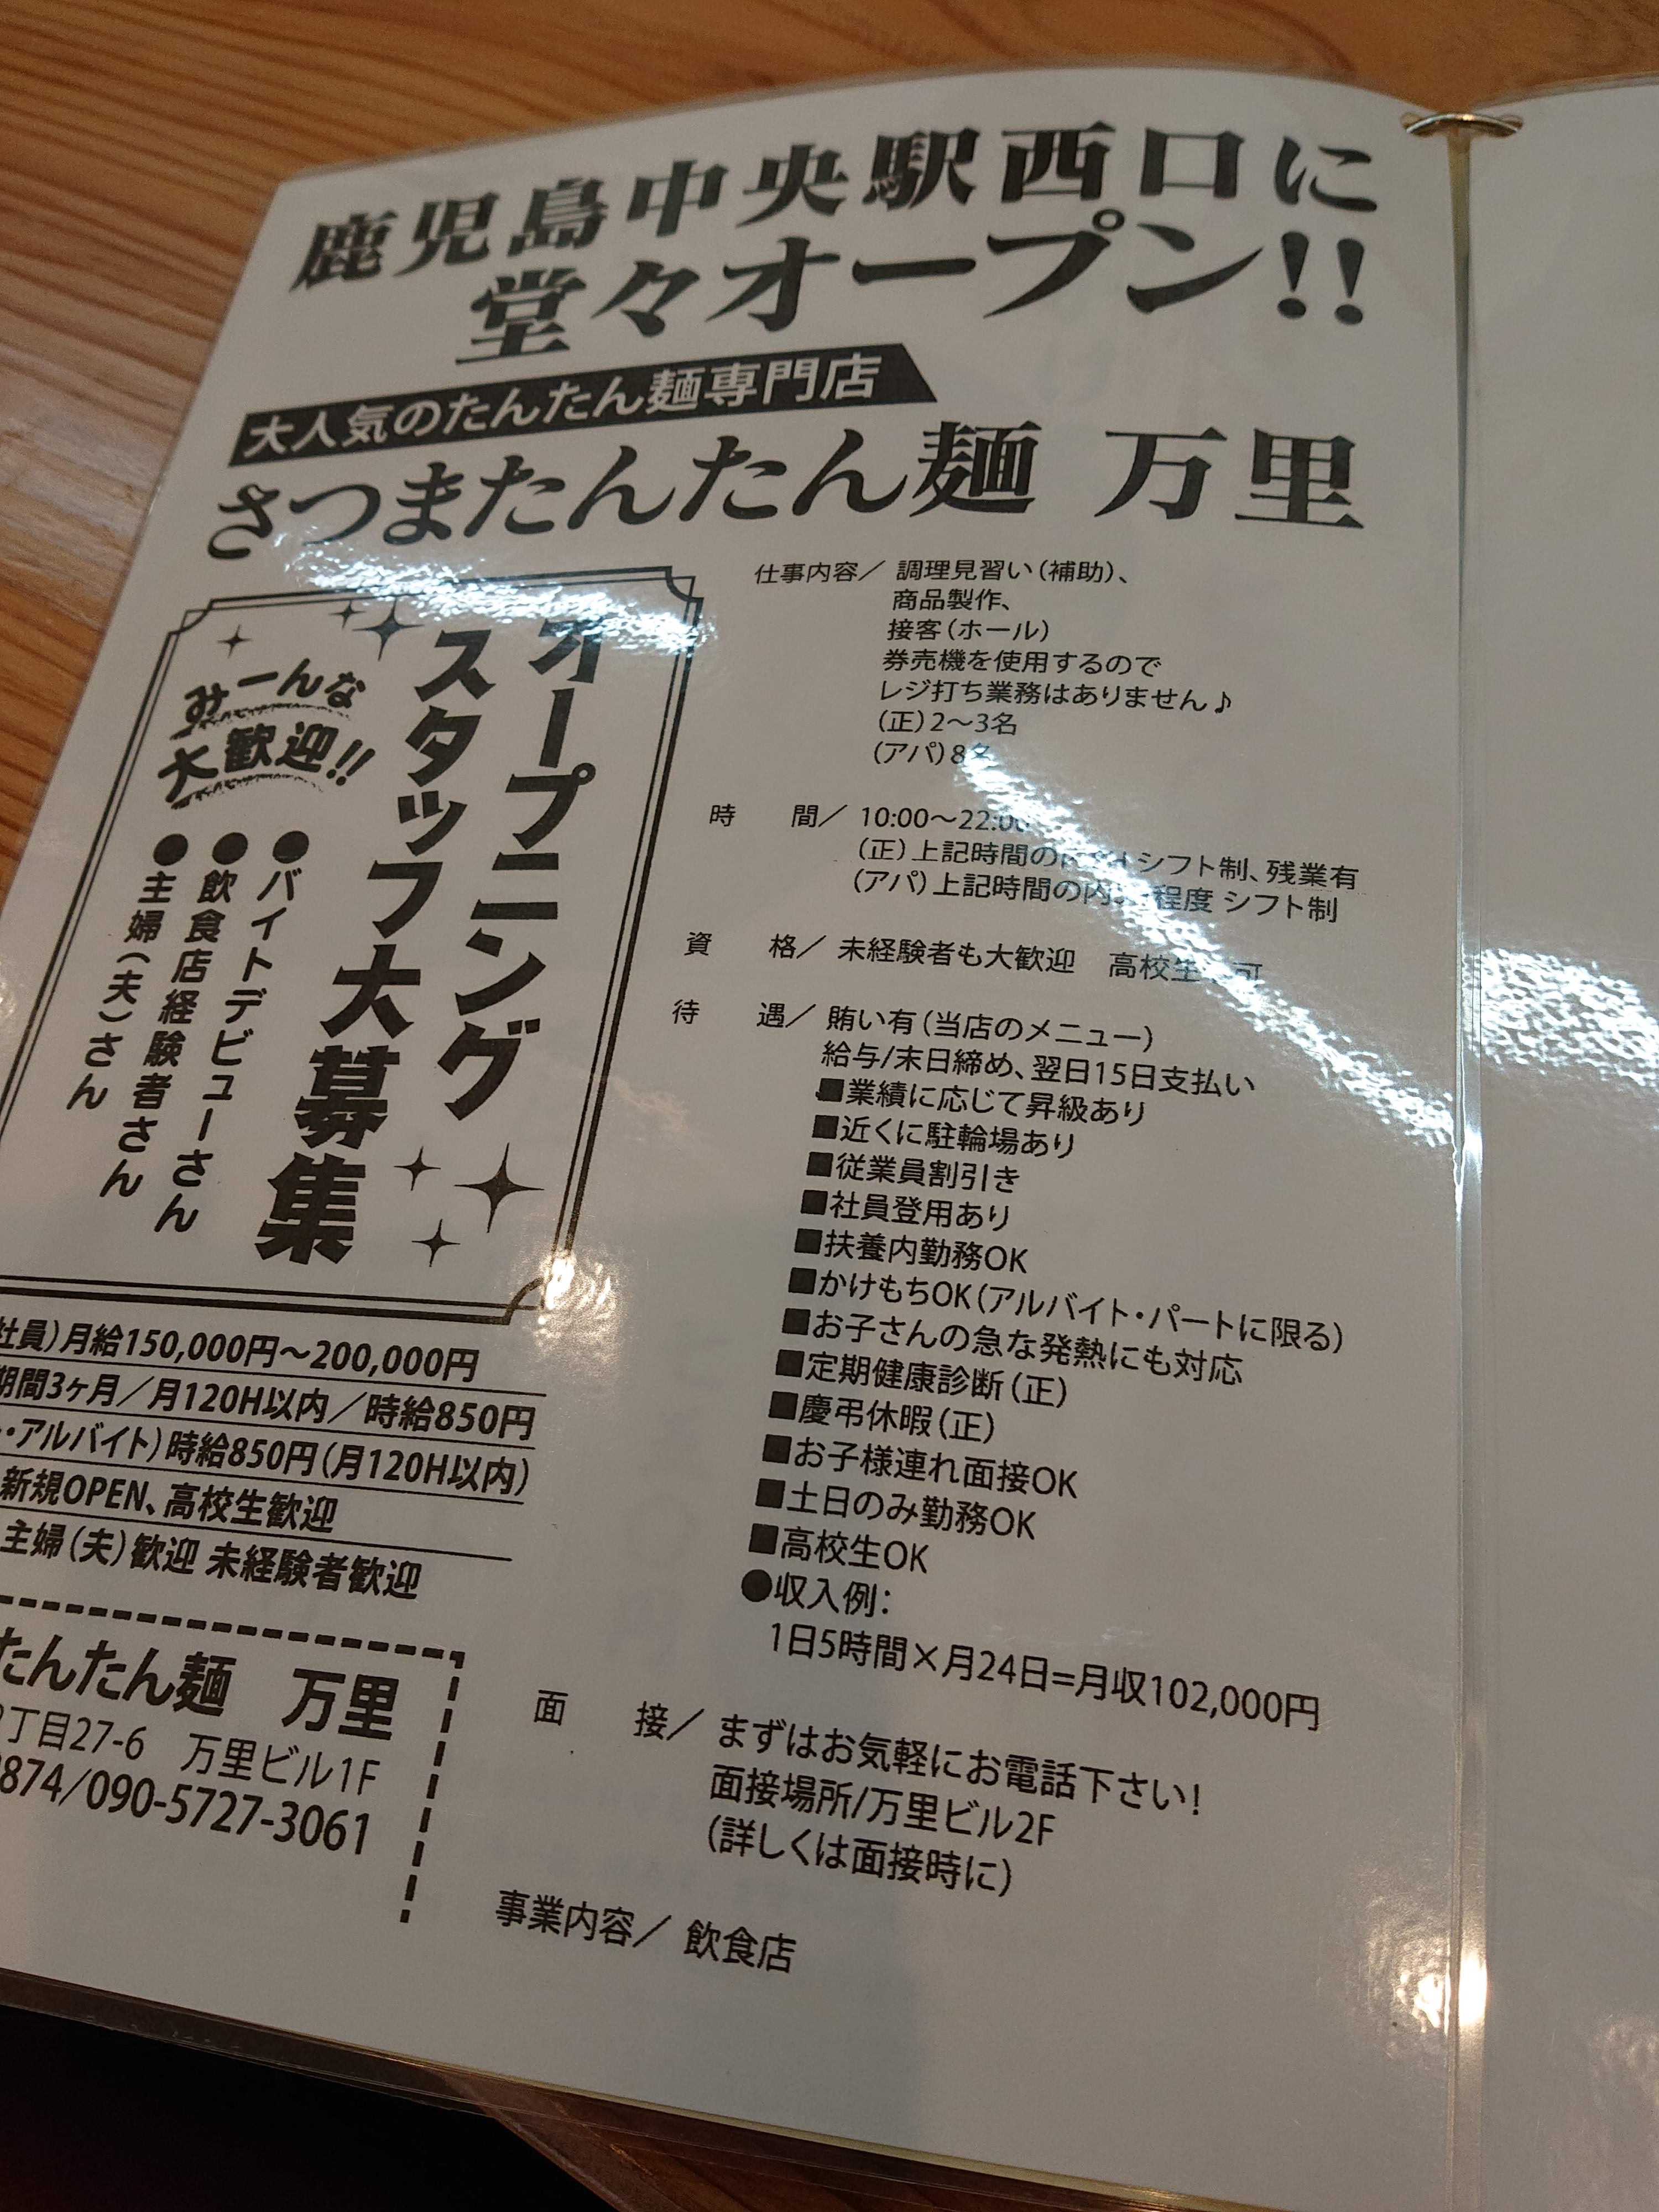 鹿児島中央駅西口に
堂々オープン!!
大人気のたんたん麺専門店
さつまたんたん麺 万里
オープニング
スタッフ大募集
みーんな
大歓迎!!
●バイトデビューさん
●飲食店経験者さん
●主婦(夫)さん
社員)月給150,000円〜200,000円
期間3ヶ月/月120H以内/時給850円
・アルバイト)時給850円(月120H以内)
新規OPEN、高校生歓迎
主婦(夫)歓迎 未経験者歓迎
たんたん麺 万里
丁目27-6 万里ビル1F
874/090-5727-3061
仕事内容/ 調理見習い(補助)、
商品製作、
接客(ホール)
券売機を使用するので
レジ打ち業務はありません♪
(正)2〜3名
(アパ)8名
時 間/ 10:00〜22:00
(正)上記時間の内 シフト制、残業有
(アパ)上記時間の内 程度 シフト制
資 格/ 未経験者も大歓迎 高校生 可
待 遇/ 賄い有(当店のメニュー)
給与/末日締め、翌日15日支払い
■業績に応じて昇級あり
■近くに駐輪場あり
■従業員割引き
■社員登用あり
■扶養内勤務OK
■かけもちOK(アルバイト・パートに限る)
■お子さんの急な発熱にも対応
■定期健康診断(正)
■慶弔休暇(正)
■お子様連れ面接OK
■土日のみ勤務OK
■高校生OK
●収入例:
1日5時間×月24日=月収102,000円
面 接/ まずはお気軽にお電話下さい!
面接場所/万里ビル2F
(詳しくは面接時に)
事業内容/ 飲食店